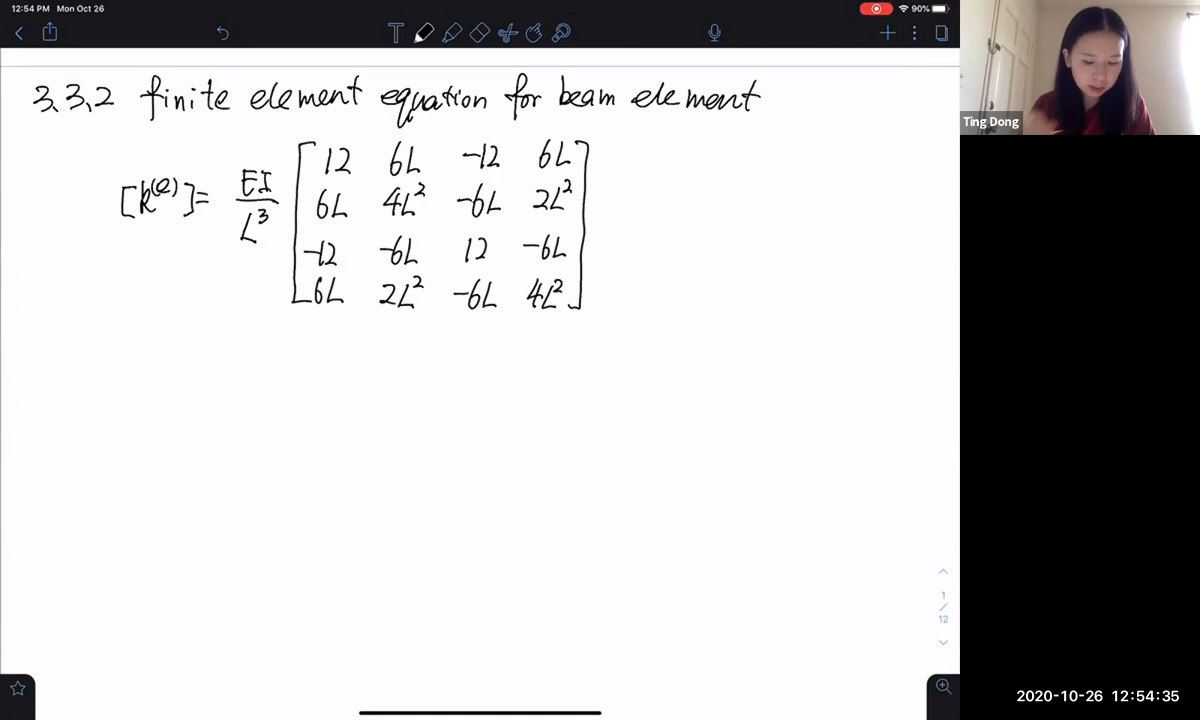 12:54 PM Mon Oct 26
90%
3.3.2 finite element equation for beam element
[k^(e)] = EI/L^3 [ 12 6L -12 6L
6L 4L² -6L 2L²
-12 -6L 12 -6L
6L 2L² -6L 4L² ]
Ting Dong
1
/
12
2020-10-26 12:54:35